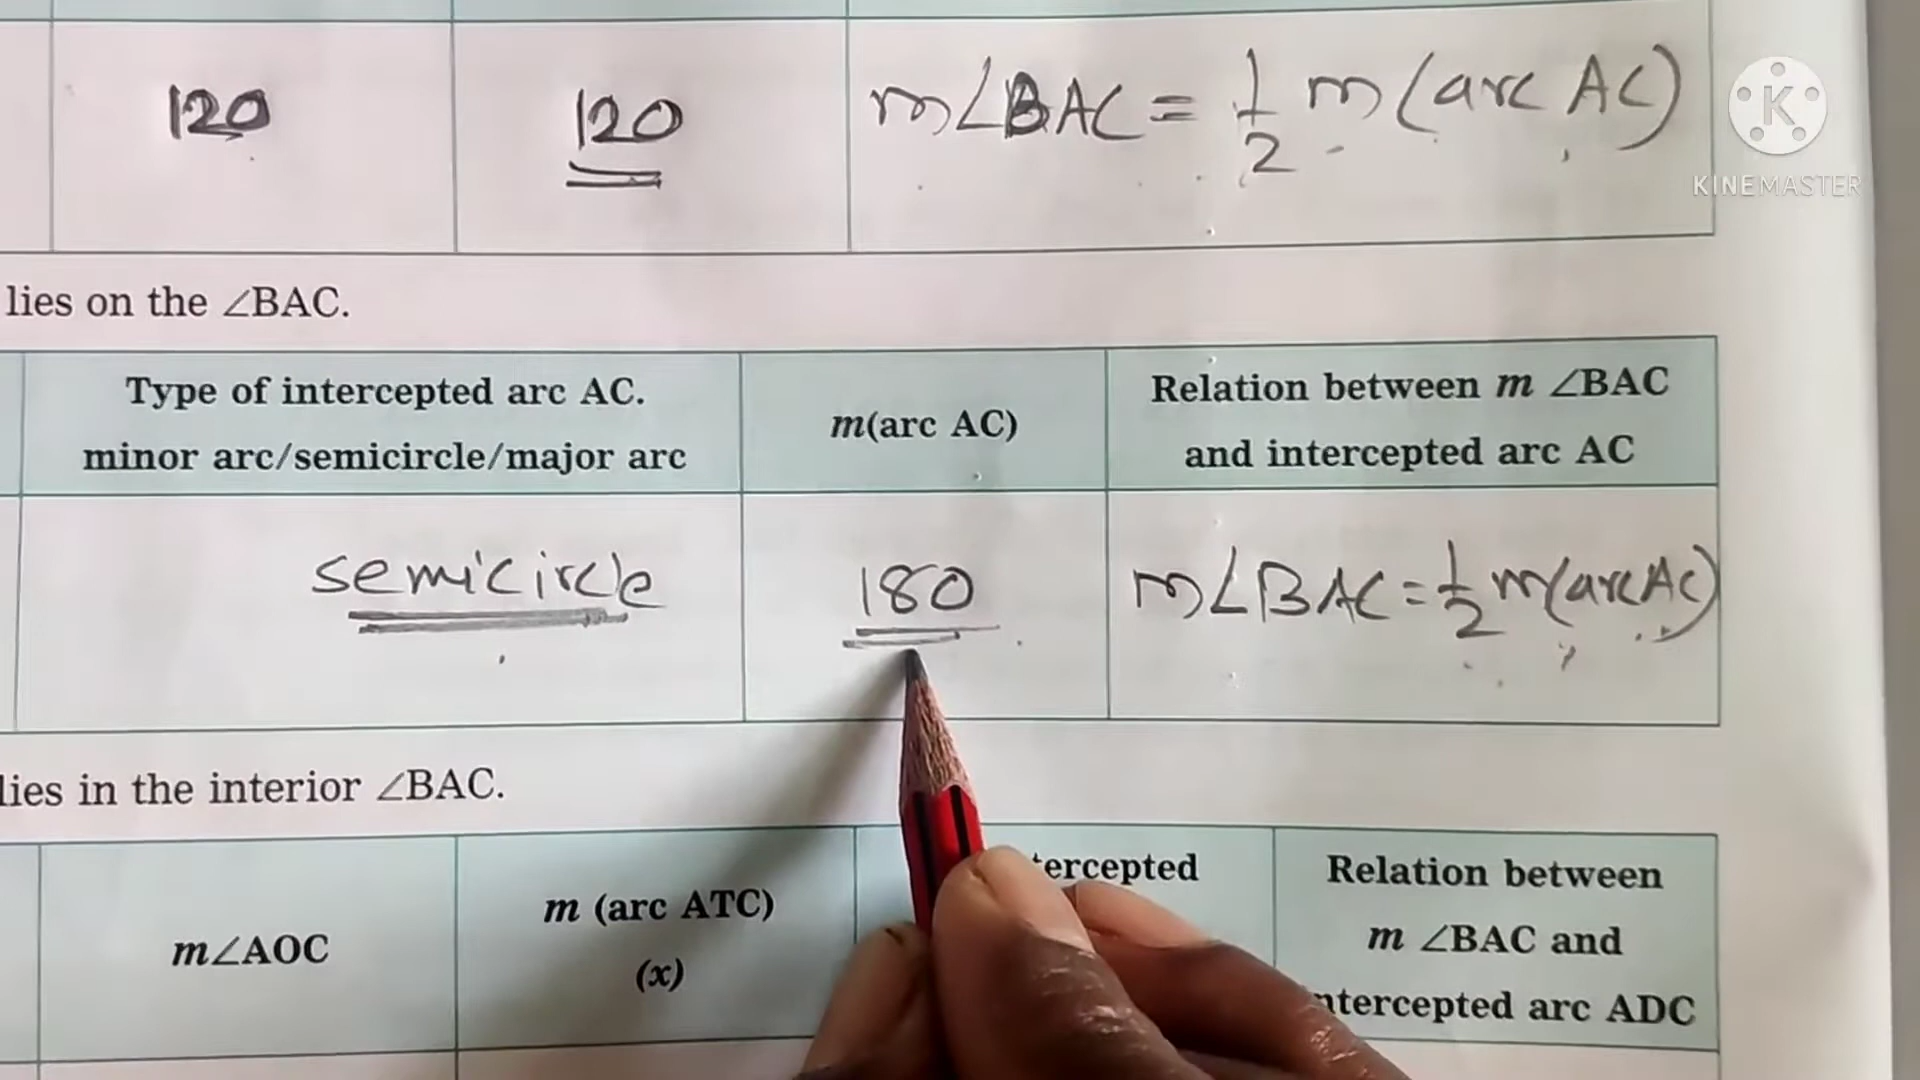 120
120
m∠BAC = 1/2 m(arc AC)
K
KINEMASTER
lies on the ∠BAC.
Type of intercepted arc AC.
minor arc/semicircle/major arc
m(arc AC)
Relation between m ∠BAC
and intercepted arc AC
semicircle
180
m∠BAC = 1/2 m(arc AC)
lies in the interior ∠BAC.
m∠AOC
m (arc ATC)
(x)
Relation between
m ∠BAC and
arc ADC